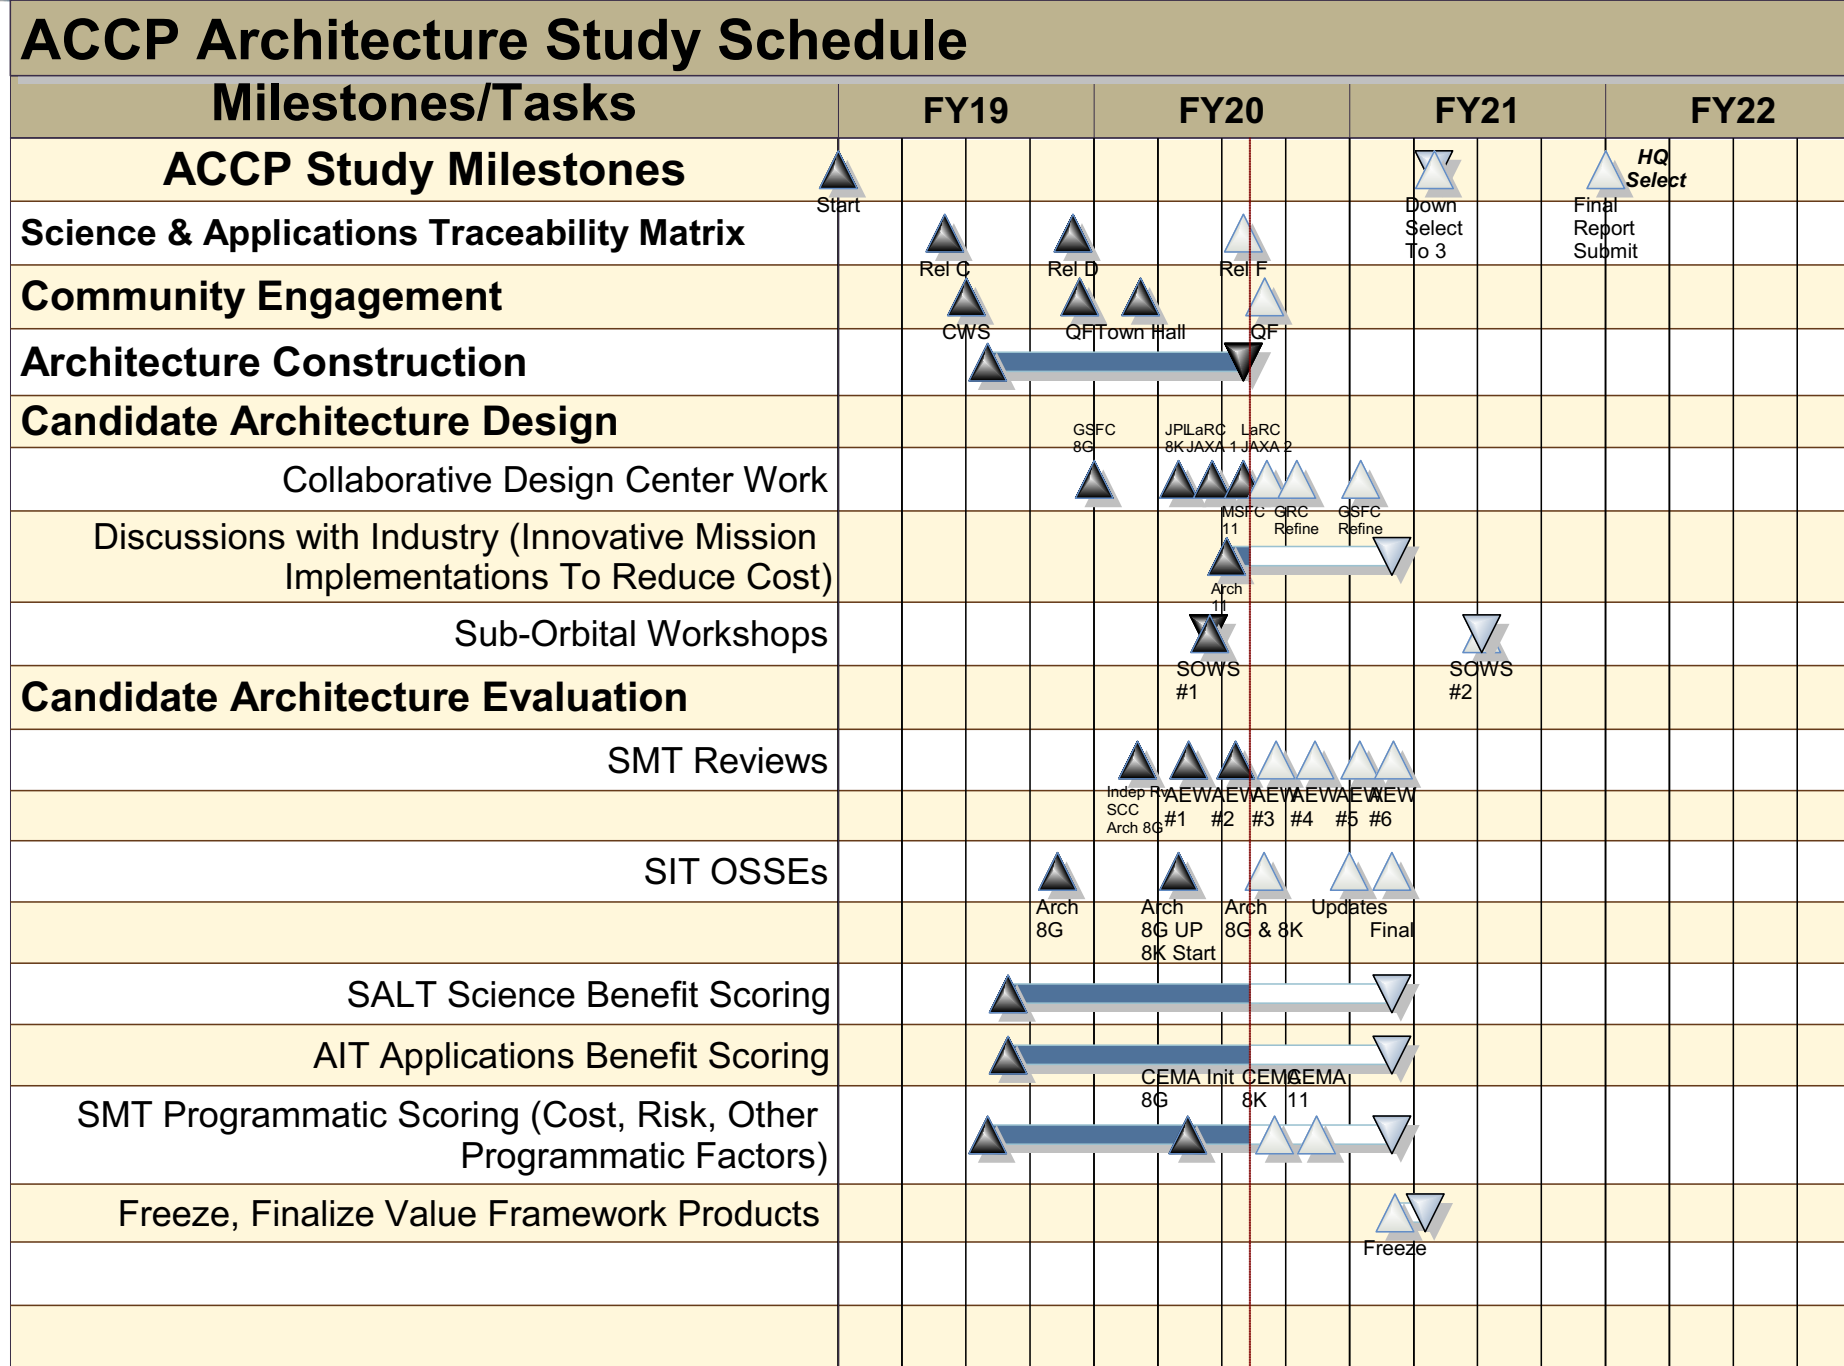 ACCP Architecture Study Schedule
Milestones/Tasks
FY19
FY20
FY21
FY22
ACCP Study Milestones
Start
Down
Select
To 3
Final
Report
Submit
HQ
Select
Science & Applications Traceability Matrix
Rel C
Rel D
Rel F
Community Engagement
CWS
QF
Town Hall
QF
Architecture Construction
Candidate Architecture Design
GSFC
8G
JPL
8K
LaRC
JAXA 1
LaRC
JAXA 2
Collaborative Design Center Work
MSFC
11
GRC
Refine
GSFC
Refine
Discussions with Industry (Innovative Mission
Implementations To Reduce Cost)
Arch
11
Sub-Orbital Workshops
SOWS
#1
SOWS
#2
Candidate Architecture Evaluation
SMT Reviews
Indep Rv
SCC
Arch 8G
AEW
#1
AEW
#2
AEW
#3
AEW
#4
AEW
#5
AEW
#6
SIT OSSEs
Arch
8G
Arch
8G UP
8K Start
Arch
8G & 8K
Updates
Final
SALT Science Benefit Scoring
AIT Applications Benefit Scoring
CEMA Init
8G
CEMA
8K
CEMA
11
SMT Programmatic Scoring (Cost, Risk, Other
Programmatic Factors)
Freeze, Finalize Value Framework Products
Freeze